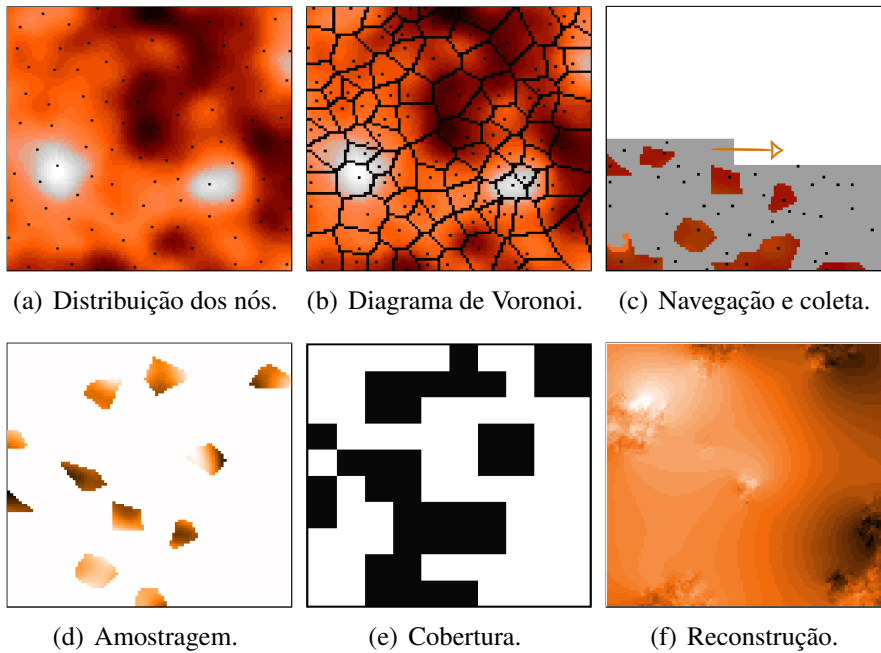 (a) Distribuição dos nós.
(b) Diagrama de Voronoi.
(c) Navegação e coleta.
(d) Amostragem.
(e) Cobertura.
(f) Reconstrução.